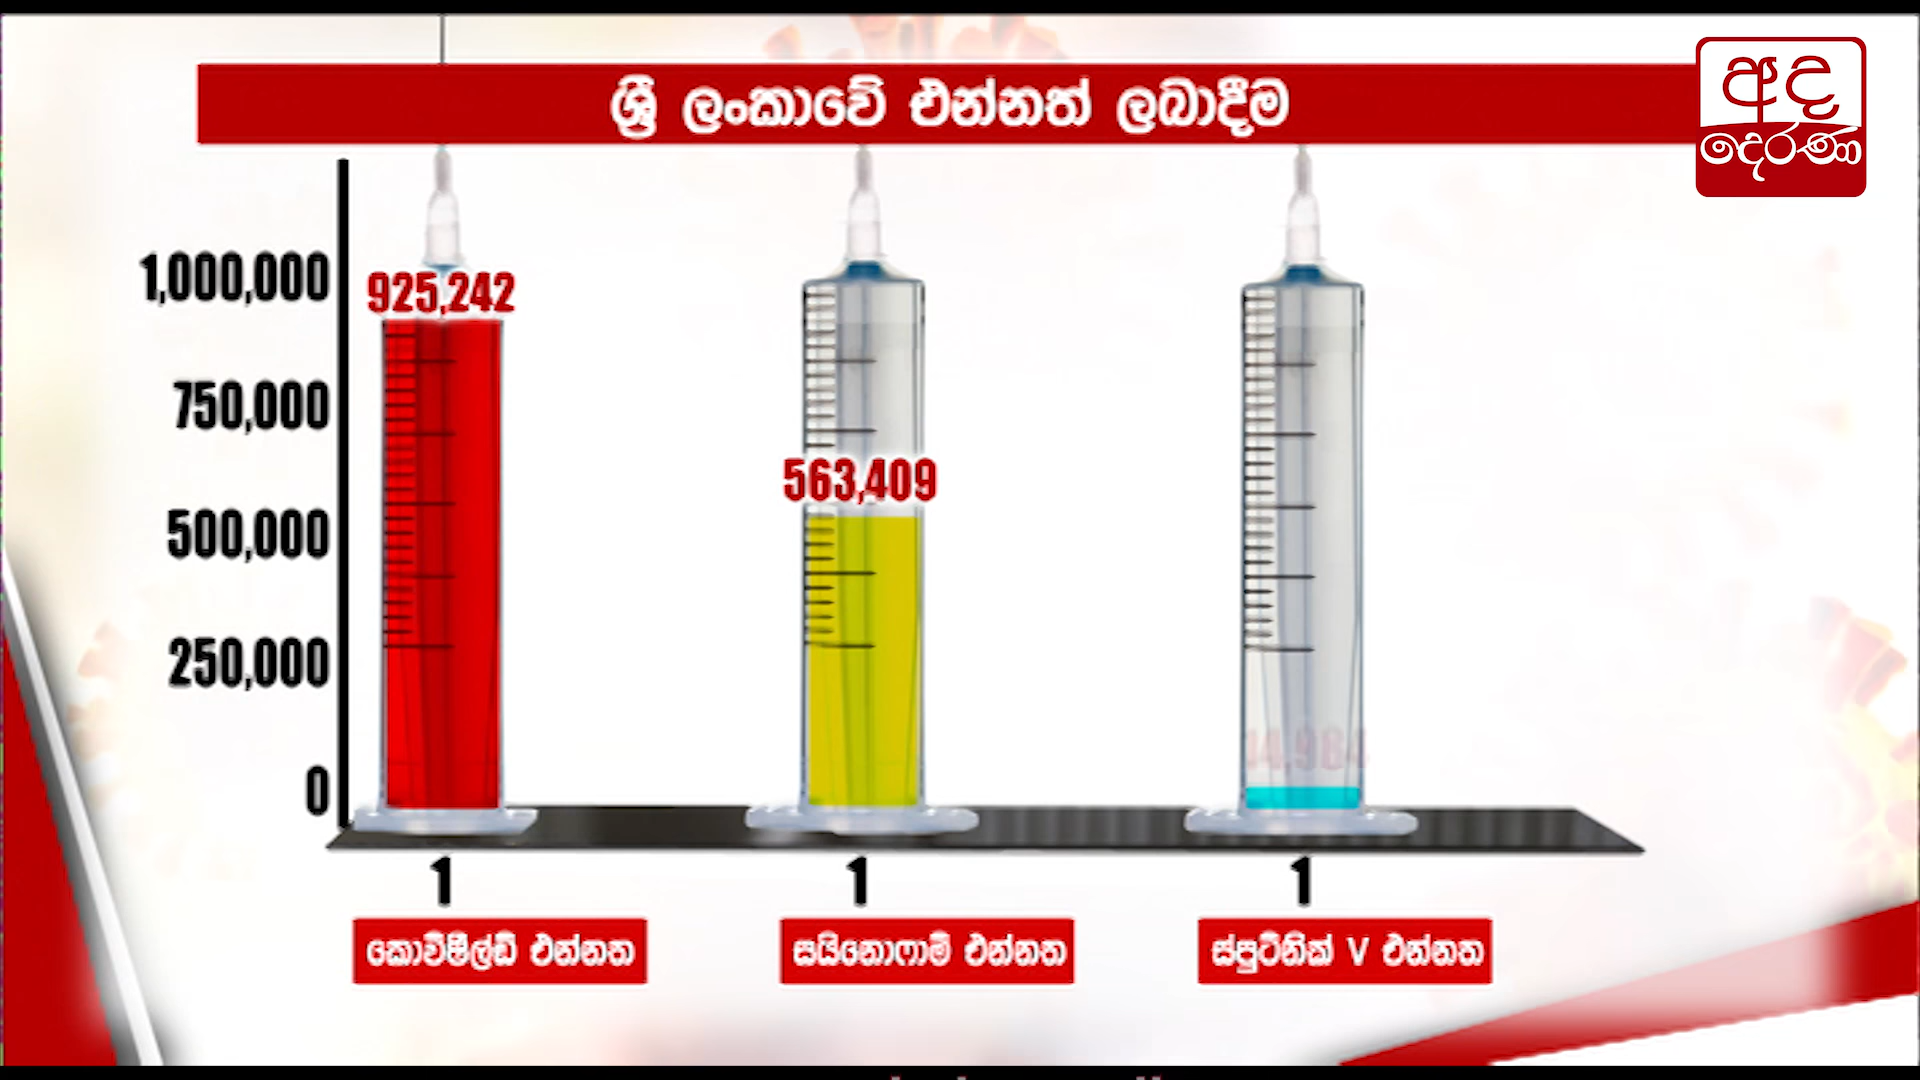 ශ්‍රී ලංකාවේ එන්නත් ලබාදීම
අද
දෙරණ
1,000,000
925,242
750,000
563,409
500,000
250,000
0
1 1 1
කොවිෂීල්ඩ් එන්නත
සයිනොෆාම් එන්නත
ස්පුට්නික් V එන්නත